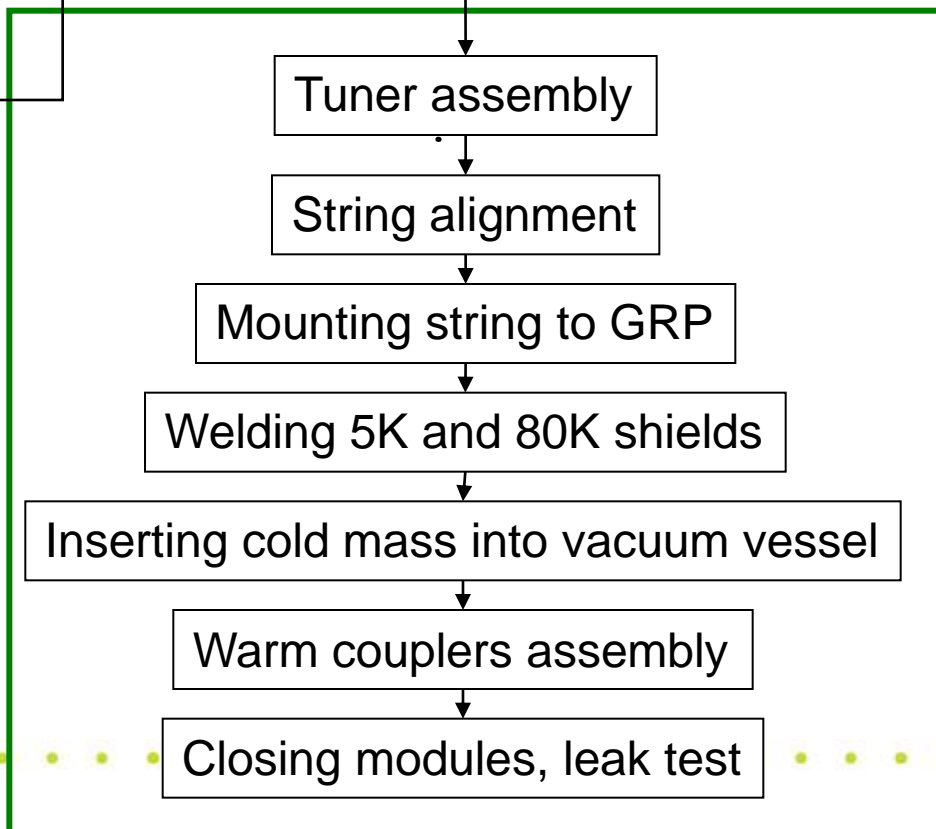 Tuner assembly
String alignment
Mounting string to GRP
Welding 5K and 80K shields
Inserting cold mass into vacuum vessel
Warm couplers assembly
Closing modules, leak test